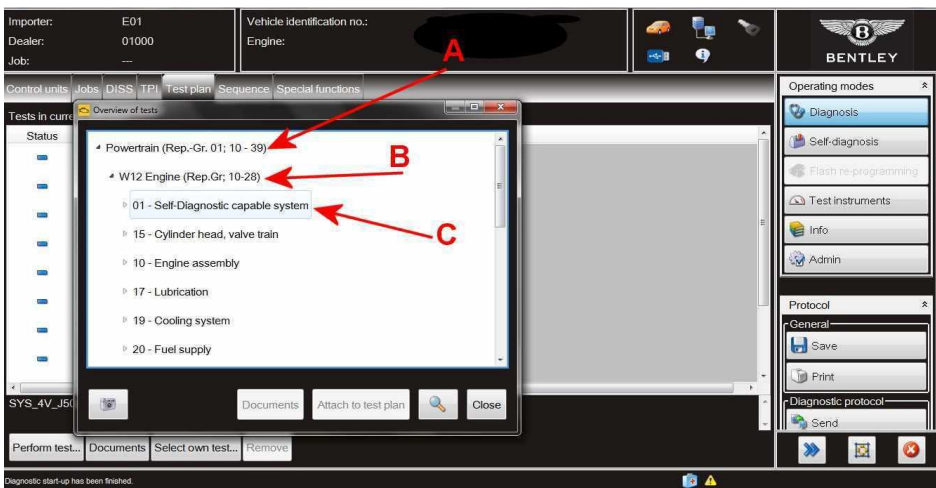 Importer: E01
Dealer: 01000
Job: ---
Vehicle identification no.:
Engine:
BENTLEY
B
A
Control units Jobs DISS TPI Test plan Sequence Special functions
Operating modes
Tests in curre
Overview of tests
Diagnosis
Status
Powertrain (Rep.-Gr. 01; 10 - 39)
Self-diagnosis
B
W12 Engine (Rep.Gr; 10-28)
Flash re-programming
01 - Self-Diagnostic capable system
Test instruments
C
15 - Cylinder head, valve train
Info
10 - Engine assembly
Admin
17 - Lubrication
Protocol
19 - Cooling system
General
20 - Fuel supply
Save
Print
SYS_4V_J50
Documents Attach to test plan Close
Diagnostic protocol
Send
Perform test... Documents Select own test... Remove
Diagnostic start-up has been finished.